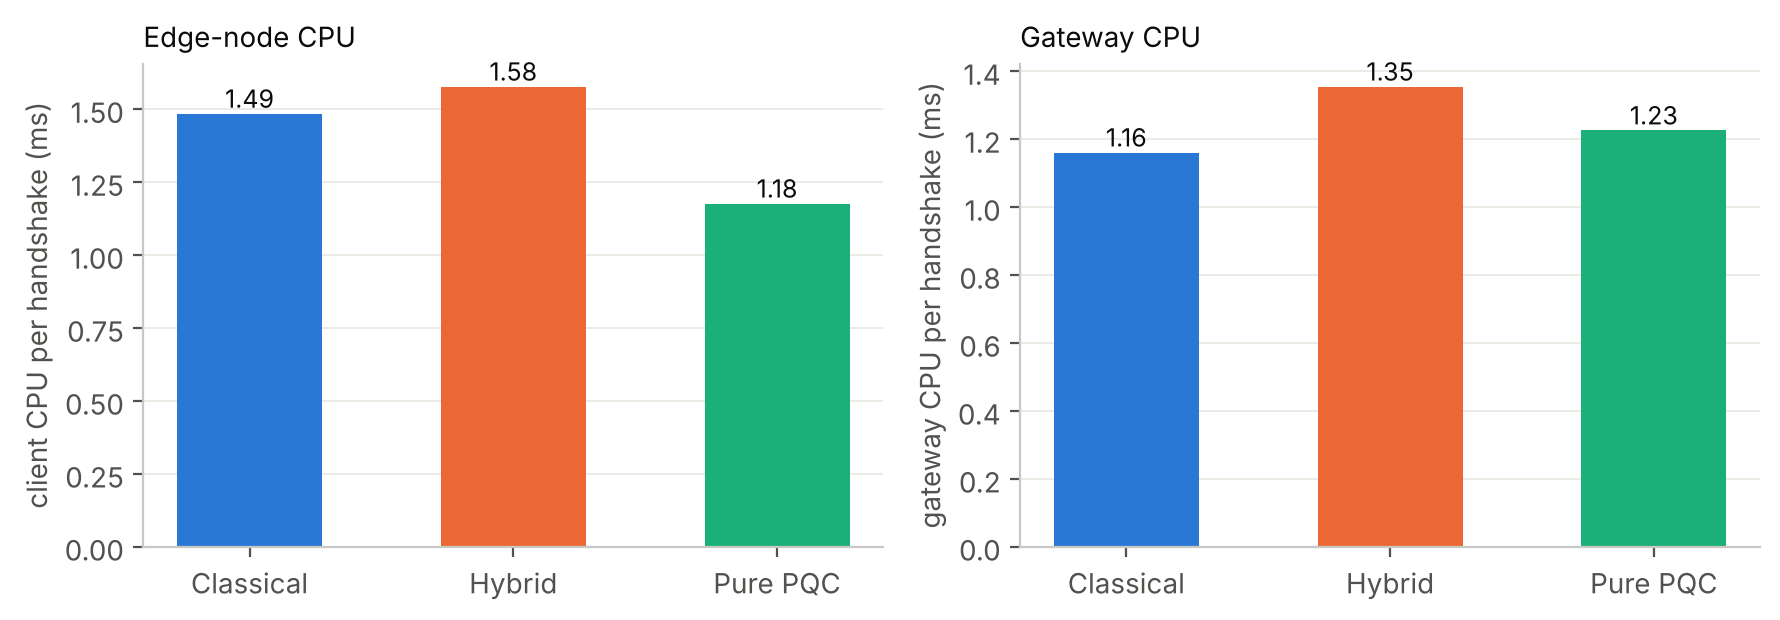 Edge-node CPU
client CPU per handshake (ms)
1.50
1.25
1.00
0.75
0.50
0.25
0.00
1.49
1.58
1.18
Classical
Hybrid
Pure PQC
Gateway CPU
gateway CPU per handshake (ms)
1.4
1.2
1.0
0.8
0.6
0.4
0.2
0.0
1.16
1.35
1.23
Classical
Hybrid
Pure PQC